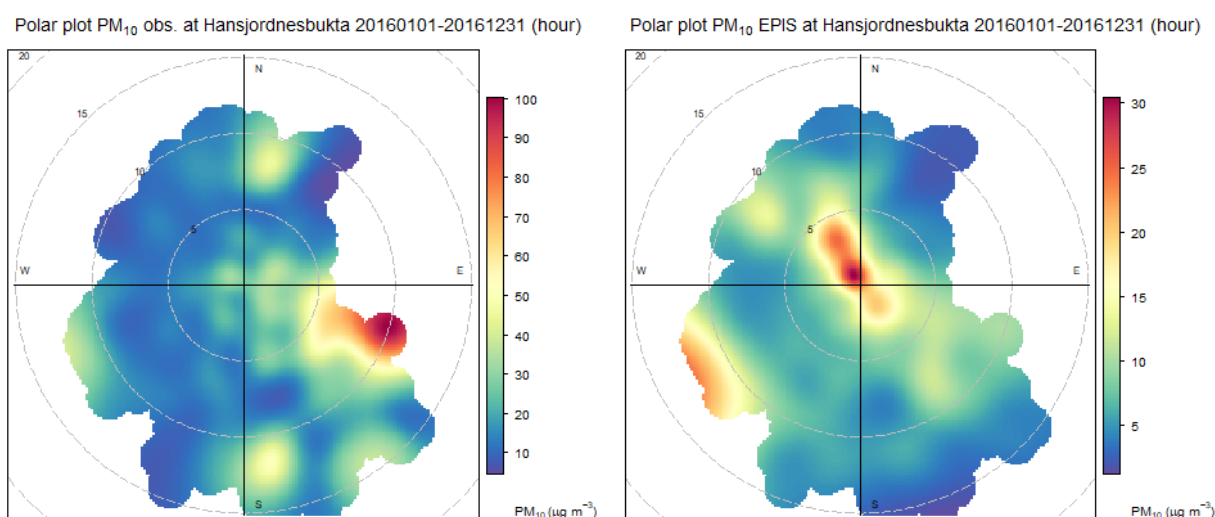 Polar plot PM₁₀ obs. at Hansjordnesbukta 20160101-20161231 (hour)
20
15
10
5
N
W
E
S
100
90
80
70
60
50
40
30
20
10
PM₁₀ (µg m⁻³)
Polar plot PM₁₀ EPIS at Hansjordnesbukta 20160101-20161231 (hour)
20
15
10
5
N
W
E
S
30
25
20
15
10
5
PM₁₀ (µg m⁻³)